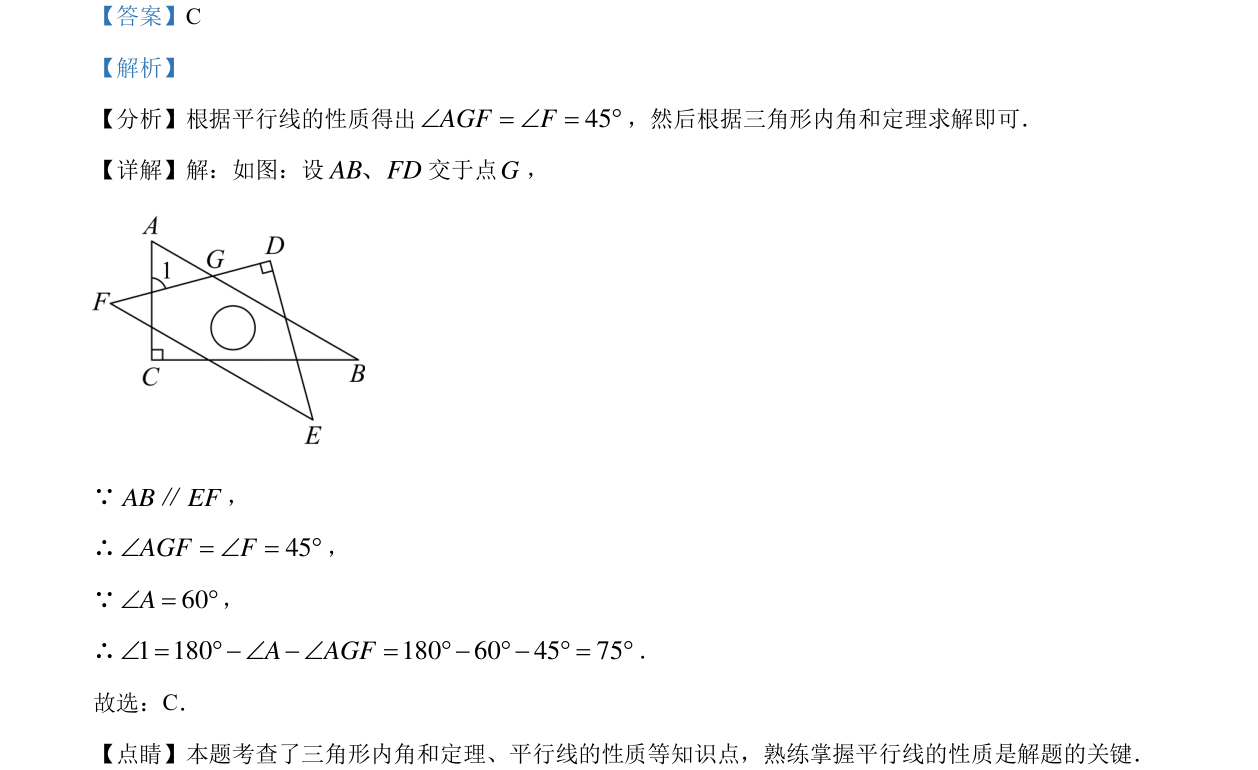 【答案】C
【解析】
【分析】根据平行线的性质得出∠AGF = ∠F = 45°，然后根据三角形内角和定理求解即可．
【详解】解：如图：设 AB、FD 交于点 G ，
A
D
G
1
F
C
B
E
∵ AB ∥ EF ，
∴ ∠AGF = ∠F = 45° ，
∵ ∠A = 60° ，
∴ ∠1 = 180° − ∠A − ∠AGF = 180° − 60° − 45° = 75° ．
故选：C．
【点睛】本题考查了三角形内角和定理、平行线的性质等知识点，熟练掌握平行线的性质是解题的关键．